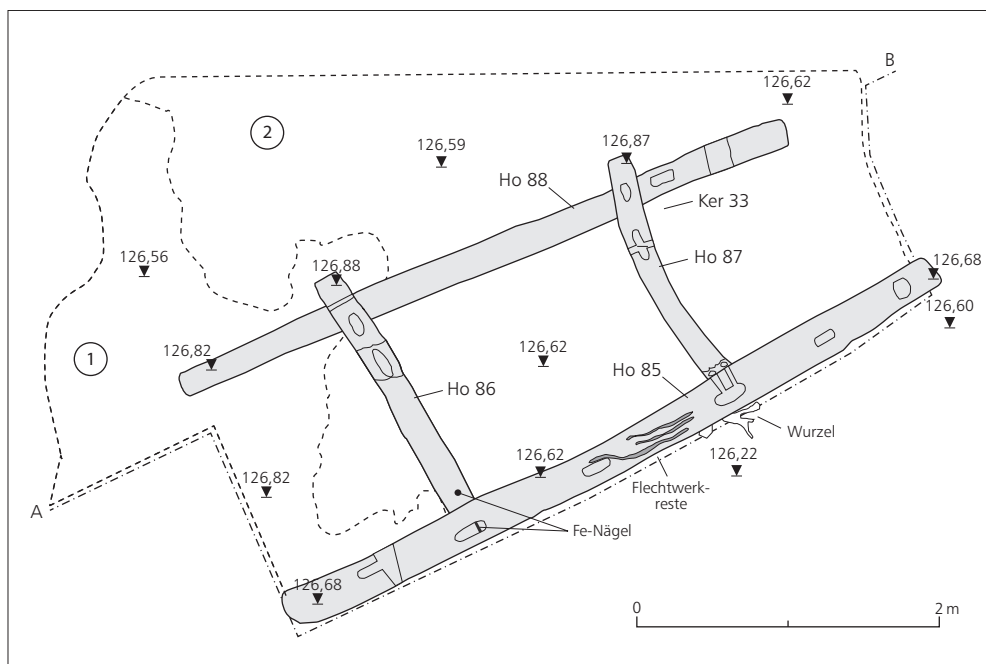 B
126,62
2
126,59
126,87
Ho 88
Ker 33
126,56
126,88
Ho 87
126,68
126,60
1
126,82
126,62
Ho 85
Ho 86
Wurzel
126,62
126,22
126,82
Flechtwerk-
reste
A
Fe-Nägel
126,68
0
2 m